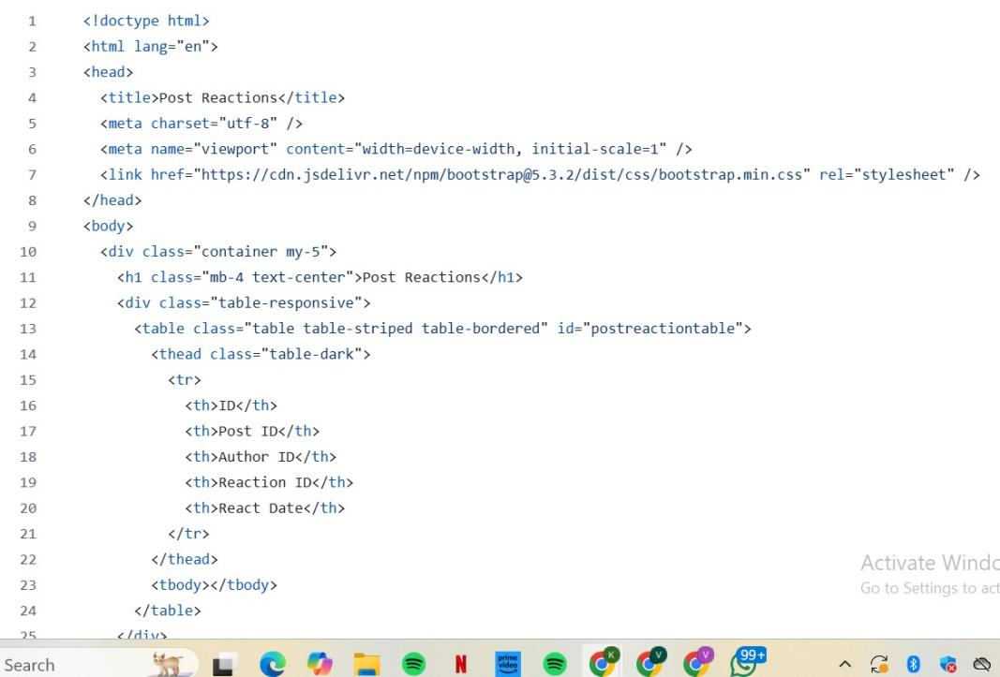 1 <!doctype html>
2 <html lang="en">
3 <head>
4 <title>Post Reactions</title>
5 <meta charset="utf-8" />
6 <meta name="viewport" content="width=device-width, initial-scale=1" />
7 <link href="https://cdn.jsdelivr.net/npm/bootstrap@5.3.2/dist/css/bootstrap.min.css" rel="stylesheet" />
8 </head>
9 <body>
10 <div class="container my-5">
11 <h1 class="mb-4 text-center">Post Reactions</h1>
12 <div class="table-responsive">
13 <table class="table table-striped table-bordered" id="postreactiontable">
14 <thead class="table-dark">
15 <tr>
16 <th>ID</th>
17 <th>Post ID</th>
18 <th>Author ID</th>
19 <th>Reaction ID</th>
20 <th>React Date</th>
21 </tr>
22 </thead>
23 <tbody></tbody>
24 </table>
25 </div>
Activate Windo
Go to Settings to act
Search
N
prime video
K
V
V
99+